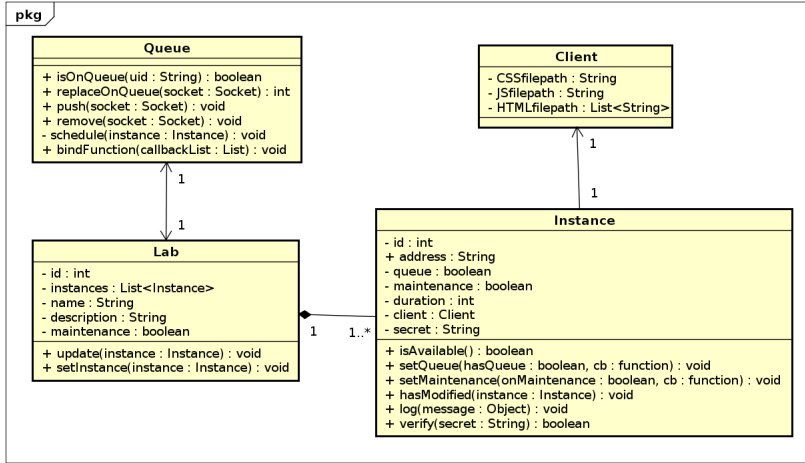 pkg
Queue
+ isOnQueue(uid : String) : boolean
+ replaceOnQueue(socket : Socket) : int
+ push(socket : Socket) : void
+ remove(socket : Socket) : void
- schedule(instance : Instance) : void
+ bindFunction(callbackList : List) : void
Client
- CSSfilepath : String
- JSfilepath : String
- HTMLfilepath : List<String>
1
1
1
1
Lab
- id : int
- instances : List<Instance>
- name : String
- description : String
- maintenance : boolean
+ update(instance : Instance) : void
+ setInstance(instance : Instance) : void
1
1..*
Instance
- id : int
+ address : String
- queue : boolean
- maintenance : boolean
- duration : int
- client : Client
- secret : String
+ isAvailable() : boolean
+ setQueue(hasQueue : boolean, cb : function) : void
+ setMaintenance(onMaintenance : boolean, cb : function) : void
+ hasModified(instance : Instance) : void
+ log(message : Object) : void
+ verify(secret : String) : boolean